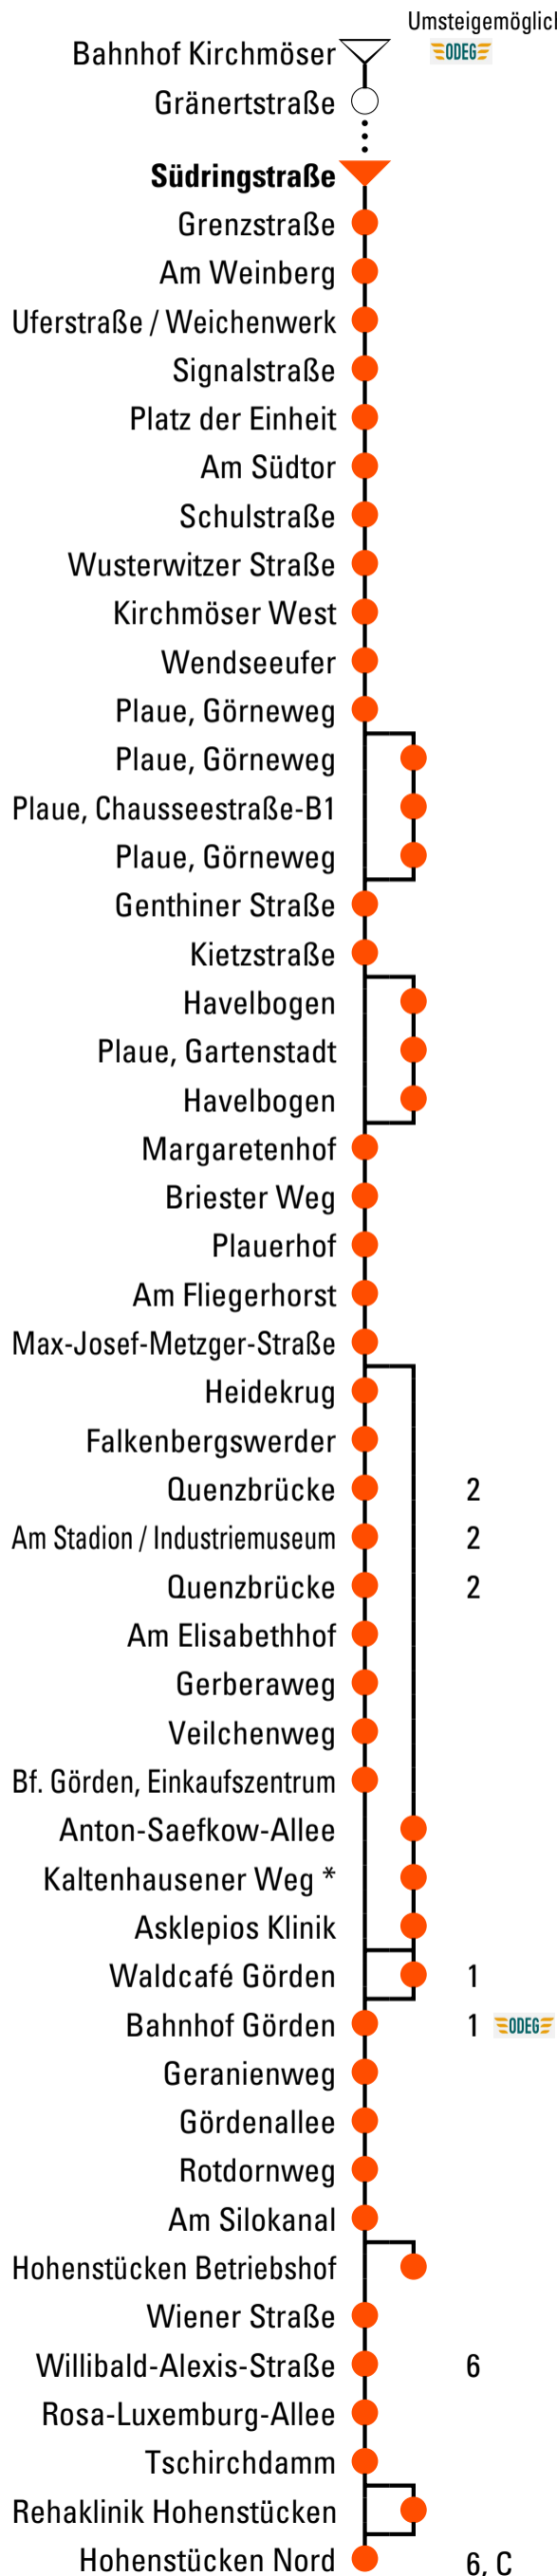 Umsteigemöglich
Bahnhof Kirchmöser ODEG
Gränertstraße
Südringstraße
Grenzstraße
Am Weinberg
Uferstraße / Weichenwerk
Signalstraße
Platz der Einheit
Am Südtor
Schulstraße
Wusterwitzer Straße
Kirchmöser West
Wendseeufer
Plaue, Görneweg
Plaue, Görneweg
Plaue, Chausseestraße-B1
Plaue, Görneweg
Genthiner Straße
Kietzstraße
Havelbogen
Plaue, Gartenstadt
Havelbogen
Margaretenhof
Briester Weg
Plauerhof
Am Fliegerhorst
Max-Josef-Metzger-Straße
Heidekrug
Falkenbergswerder
Quenzbrücke 2
Am Stadion / Industriemuseum 2
Quenzbrücke 2
Am Elisabethhof
Gerberaweg
Veilchenweg
Bf. Görden, Einkaufszentrum
Anton-Saefkow-Allee
Kaltenhausener Weg *
Asklepios Klinik
Waldcafé Görden 1
Bahnhof Görden 1 ODEG
Geranienweg
Gördenallee
Rotdornweg
Am Silokanal
Hohenstücken Betriebshof
Wiener Straße
Willibald-Alexis-Straße 6
Rosa-Luxemburg-Allee
Tschirchdamm
Rehaklinik Hohenstücken
Hohenstücken Nord 6, C